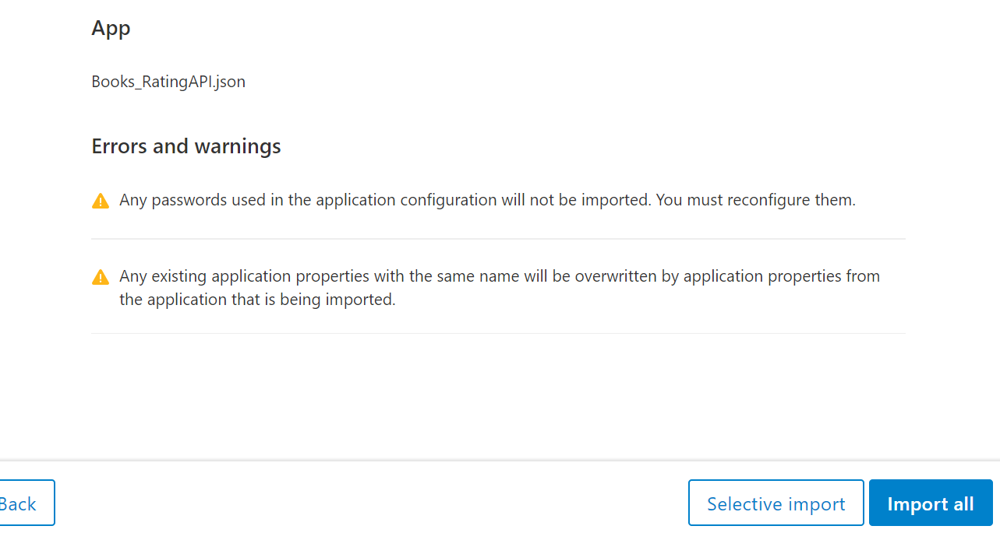 App
Books_RatingAPI.json
Errors and warnings
Any passwords used in the application configuration will not be imported. You must reconfigure them.
Any existing application properties with the same name will be overwritten by application properties from
the application that is being imported.
Back
Selective import
Import all